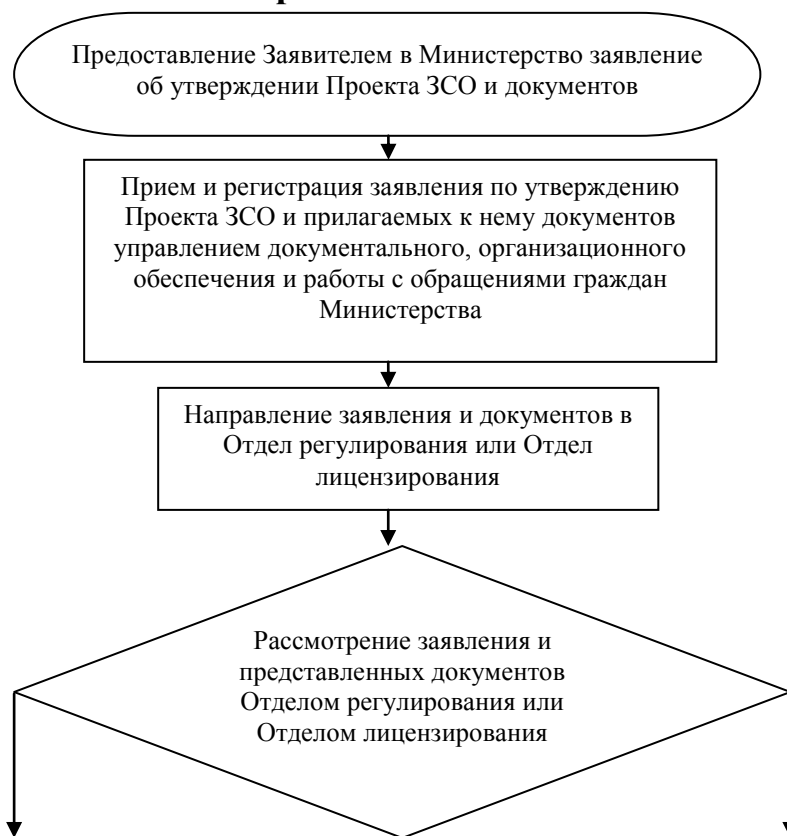 Предоставление Заявителем в Министерство заявление
об утверждении Проекта ЗСО и документов
Прием и регистрация заявления по утверждению
Проекта ЗСО и прилагаемых к нему документов
управлением документального, организационного
обеспечения и работы с обращениями граждан
Министерства
Направление заявления и документов в
Отдел регулирования или Отдел
лицензирования
Рассмотрение заявления и
представленных документов
Отделом регулирования или
Отделом лицензирования